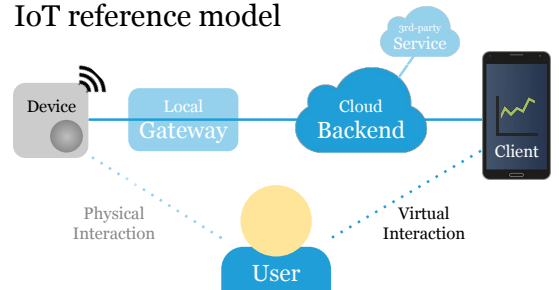 IoT reference model
3rd-party
Service
Device
Local
Gateway
Cloud
Backend
Client
Physical
Interaction
Virtual
Interaction
User